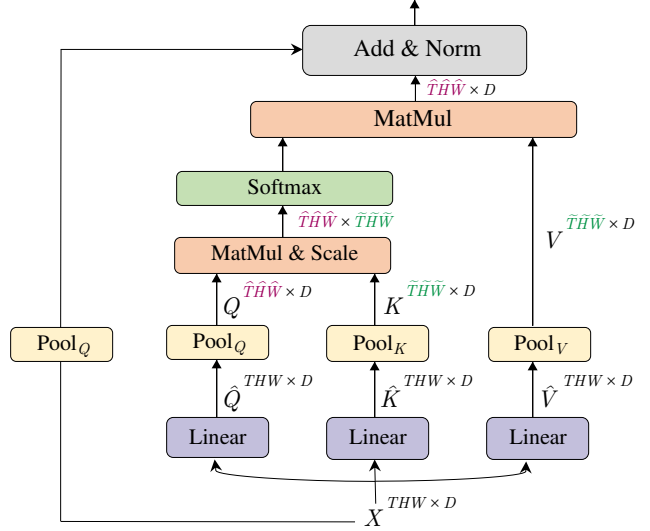 Add & Norm
T̂ĤŴ × D
MatMul
Softmax
T̂ĤŴ × T̃H̃W̃
V T̃H̃W̃ × D
MatMul & Scale
Q T̂ĤŴ × D
K T̃H̃W̃ × D
Pool_Q
Pool_Q
Pool_K
Pool_V
Q̂ THW × D
K̂ THW × D
V̂ THW × D
Linear
Linear
Linear
X THW × D